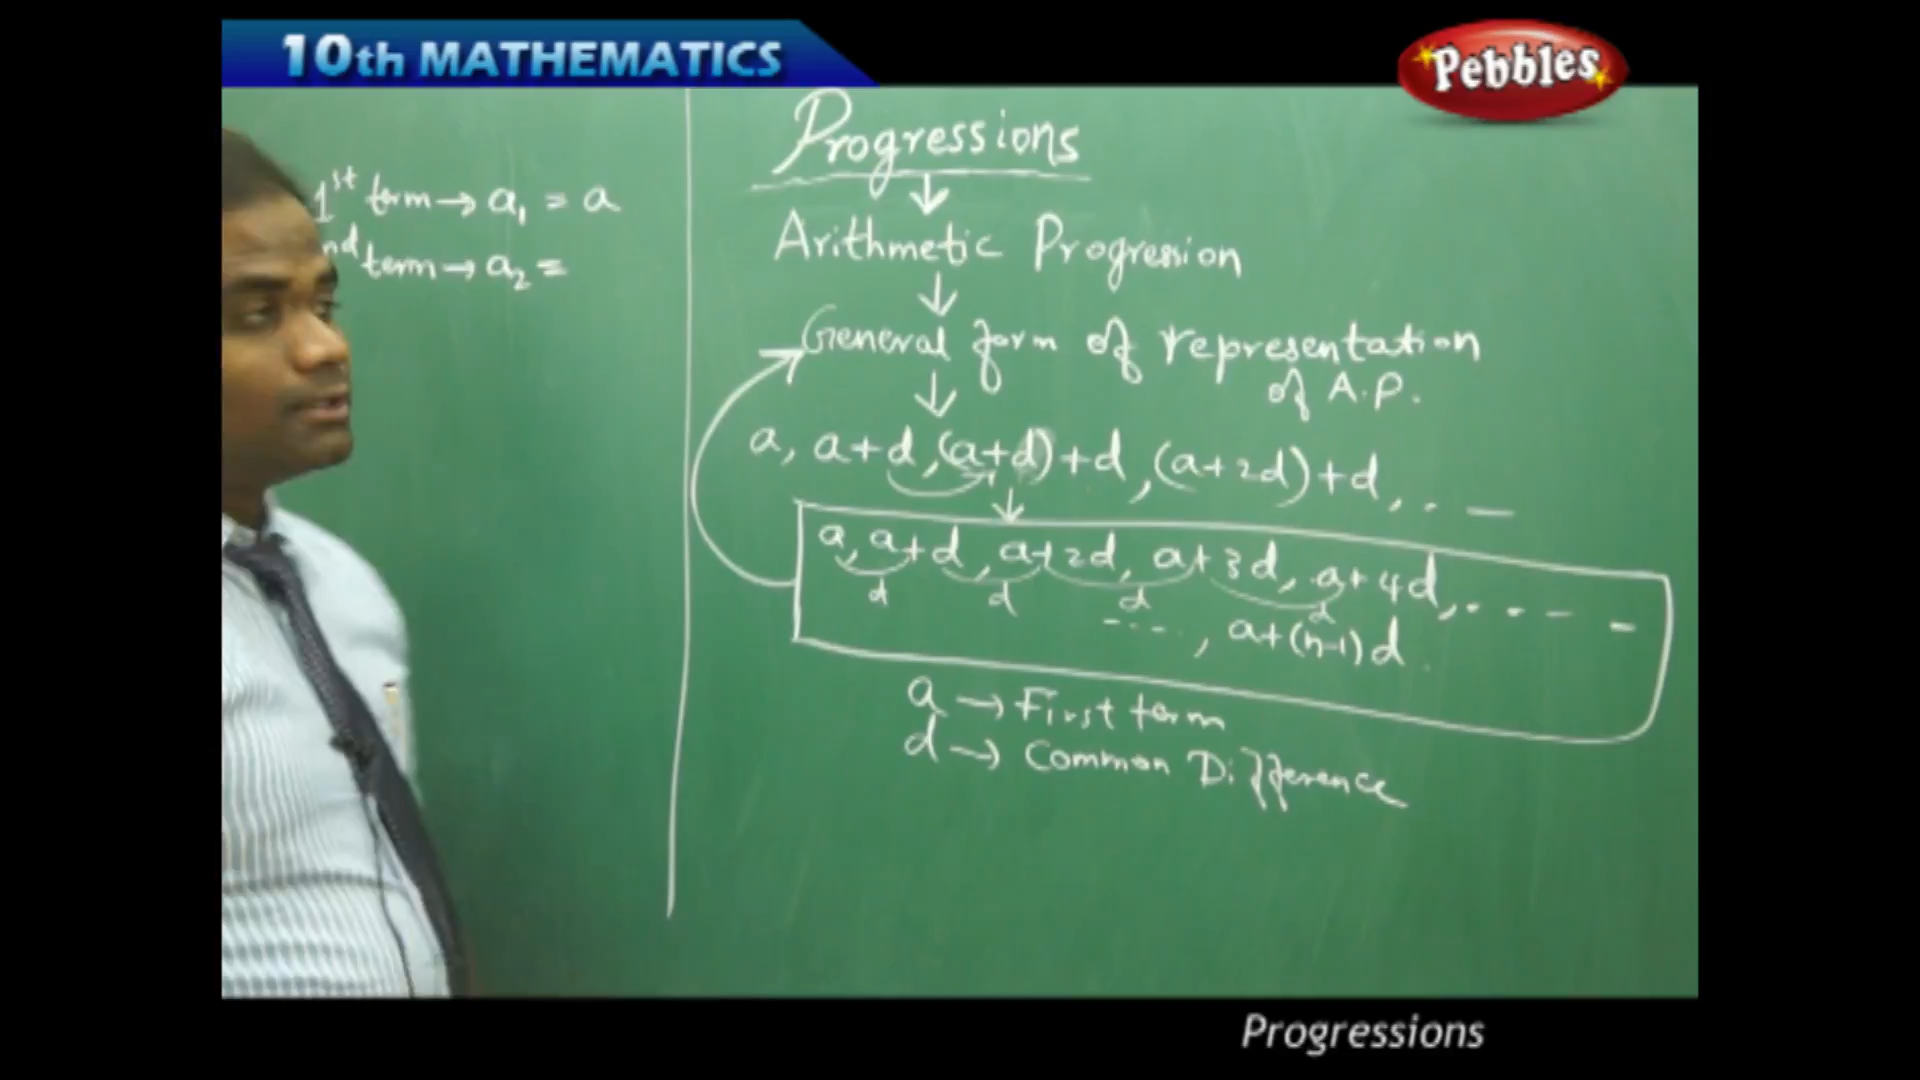 10th MATHEMATICS
Pebbles
1st term → a₁ = a
nd term → a₂ =
Progressions
↓
Arithmetic Progression
↓
General form of representation
of A.P.
↓
a, a+d, (a+d)+d, (a+2d)+d, . . —
↓
a, a+d, a+2d, a+3d, a+4d, . . - -
d d d d
- - - -, a+(n-1)d
a → First term
d → Common Difference
Progressions